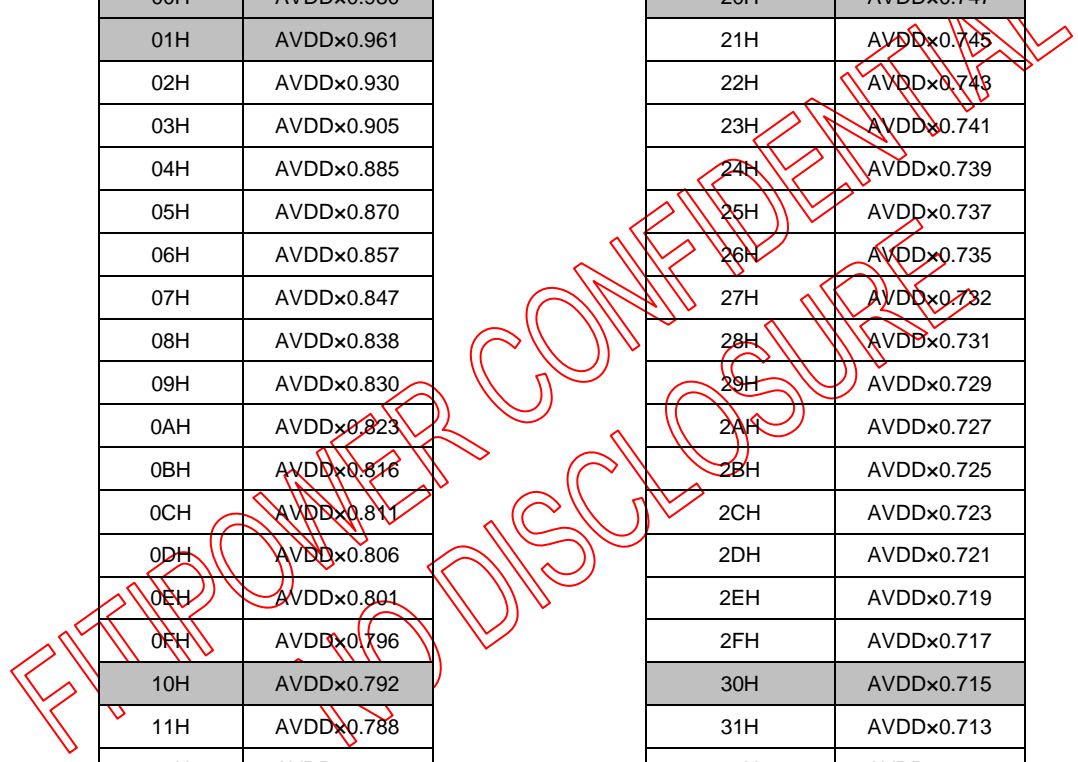 01H AVDD×0.961 21H AVDD×0.745
02H AVDD×0.930 22H AVDD×0.743
03H AVDD×0.905 23H AVDD×0.741
04H AVDD×0.885 24H AVDD×0.739
05H AVDD×0.870 25H AVDD×0.737
06H AVDD×0.857 26H AVDD×0.735
07H AVDD×0.847 27H AVDD×0.732
08H AVDD×0.838 28H AVDD×0.731
09H AVDD×0.830 29H AVDD×0.729
0AH AVDD×0.823 2AH AVDD×0.727
0BH AVDD×0.816 2BH AVDD×0.725
0CH AVDD×0.811 2CH AVDD×0.723
0DH AVDD×0.806 2DH AVDD×0.721
0EH AVDD×0.801 2EH AVDD×0.719
0FH AVDD×0.796 2FH AVDD×0.717
10H AVDD×0.792 30H AVDD×0.715
11H AVDD×0.788 31H AVDD×0.713
FITIPOWER CONFIDENTIAL
NO DISCLOSURE